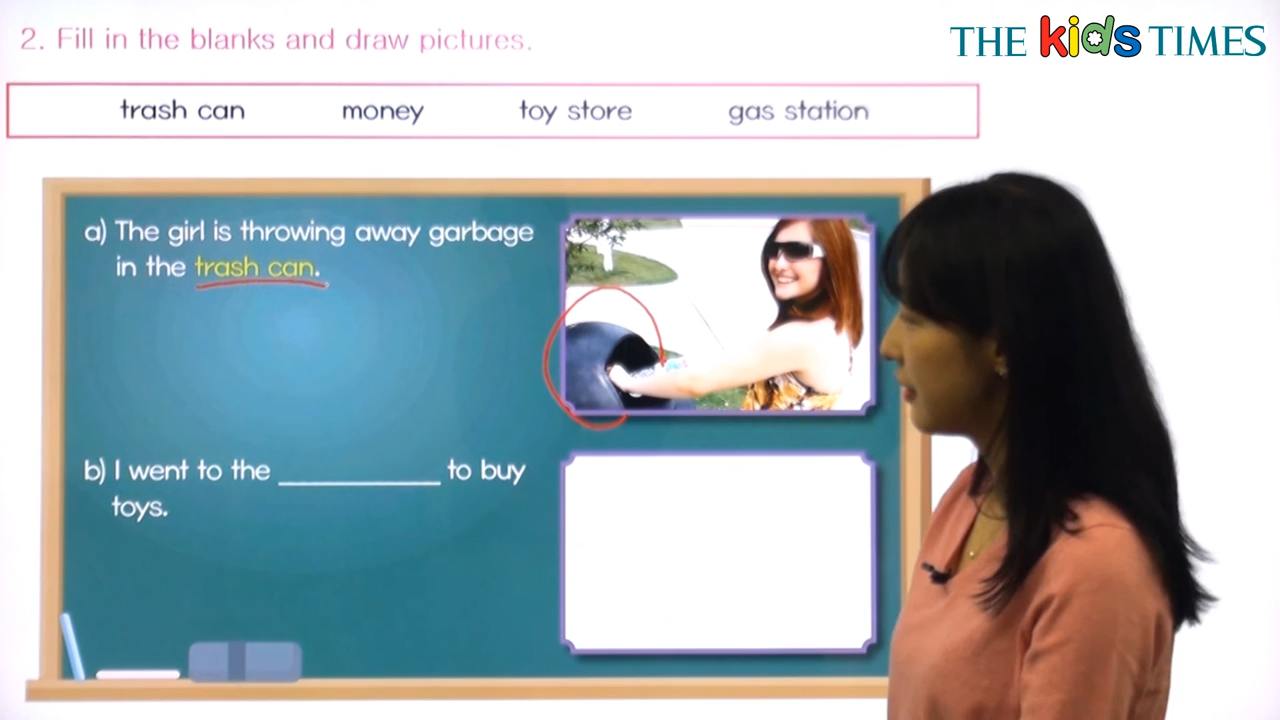 2. Fill in the blanks and draw pictures.
THE kids TIMES
trash can money toy store gas station
a) The girl is throwing away garbage
in the trash can.
b) I went to the __________ to buy
toys.